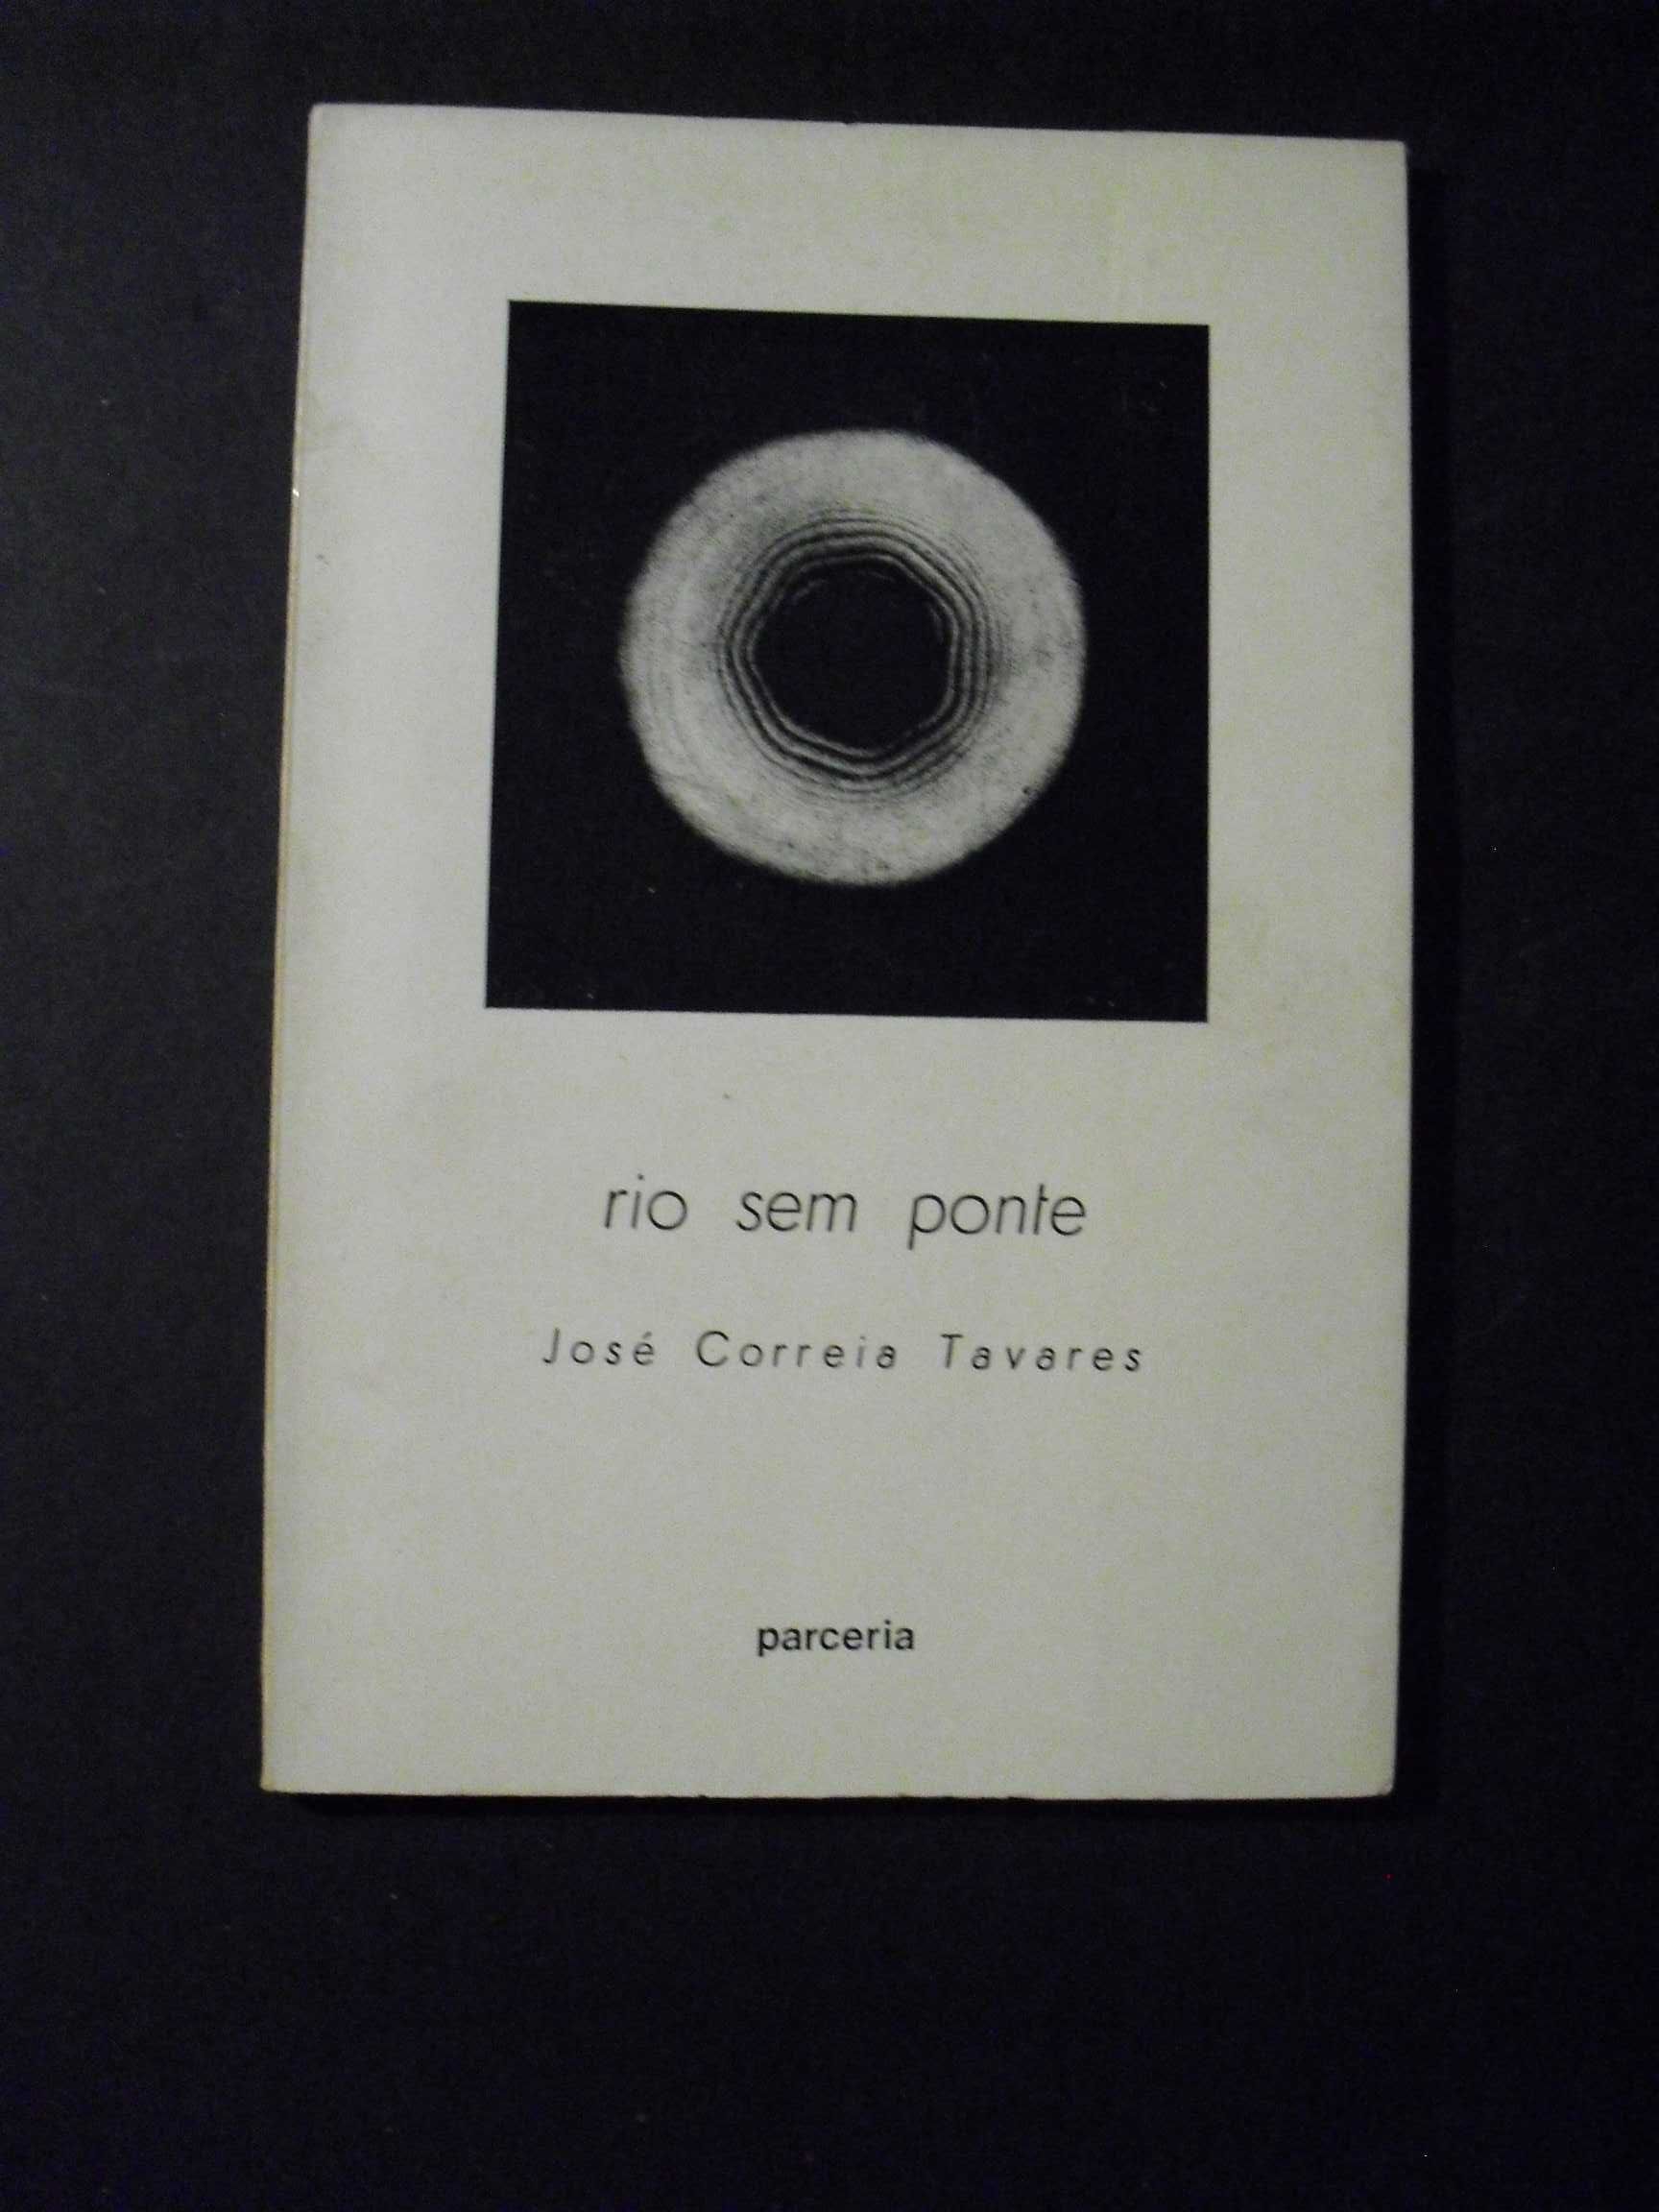 rio sem ponte
José Correia Tavares
parceria